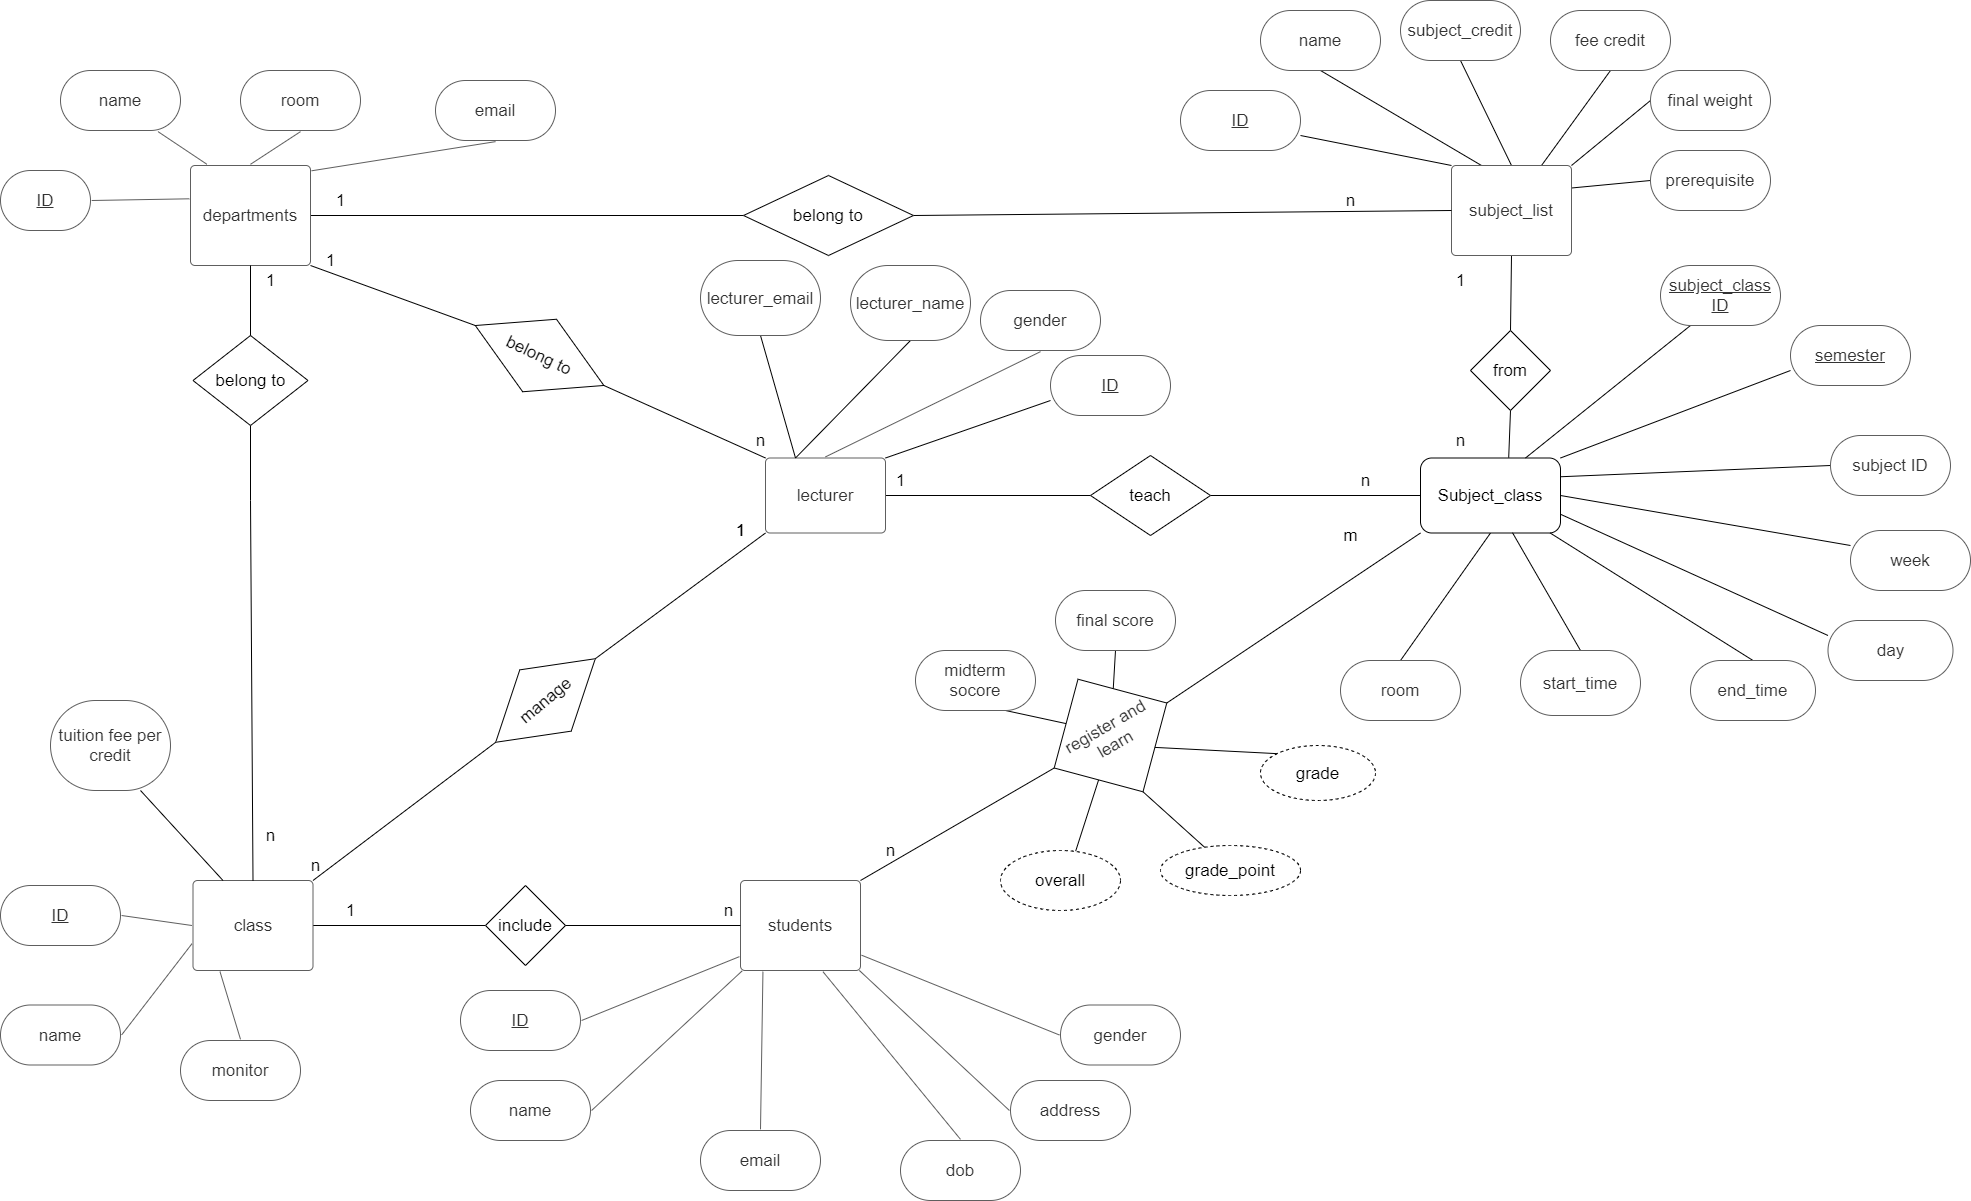 name
subject_credit
fee credit
name
room
email
final weight
ID
prerequisite
ID
departments
1
belong to
n
subject_list
1
1
1
lecturer_email
lecturer_name
gender
subject_class
ID
belong to
belong to
ID
from
semester
n
n
lecturer
1
teach
n
Subject_class
subject ID
1
m
week
final score
midterm
socore
day
room
start_time
end_time
manage
register and
learn
tuition fee per
credit
grade
n
n
n
overall
grade_point
ID
class
1
include
n
students
ID
name
monitor
gender
name
address
email
dob